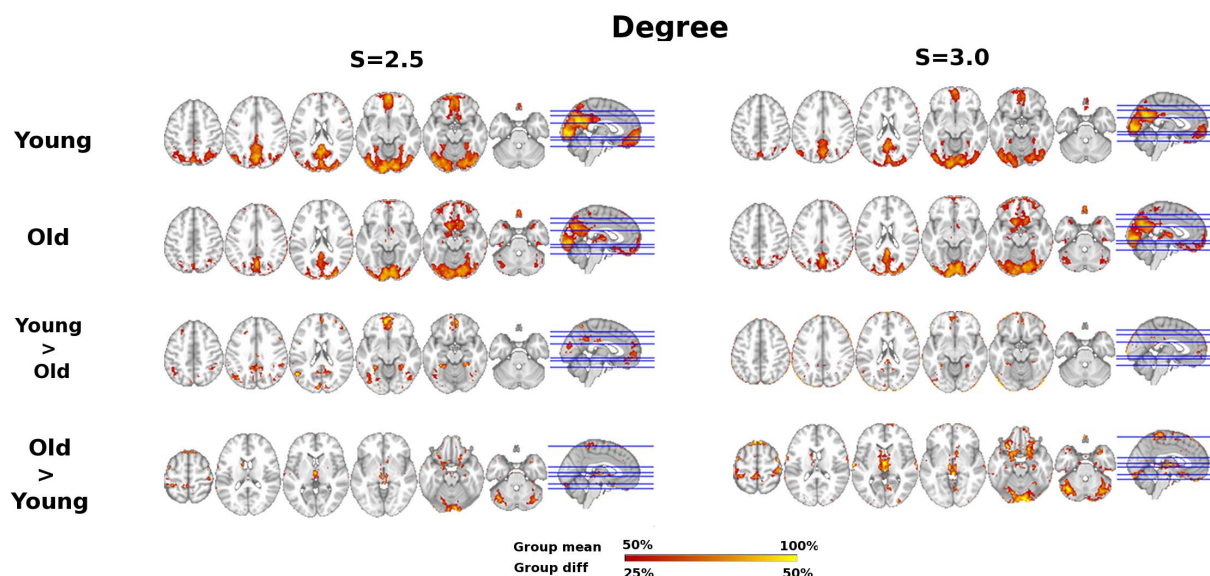 Degree
S=2.5
S=3.0
Young
Old
Young
>
Old
Old
>
Young
Group mean 50% 100%
Group diff 25% 50%